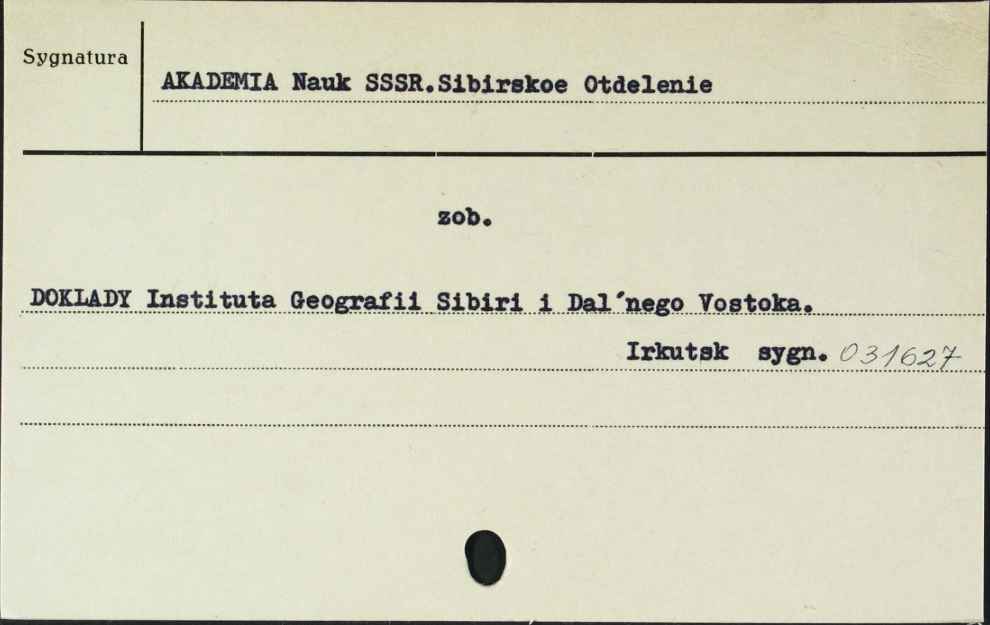 Sygnatura
AKADEMIA Nauk SSSR.Sibirskoe Otdelenie
zob.
DOKLADY Instituta Geografii Sibiri i Dal´nego Vostoka.
Irkutsk sygn. 031627